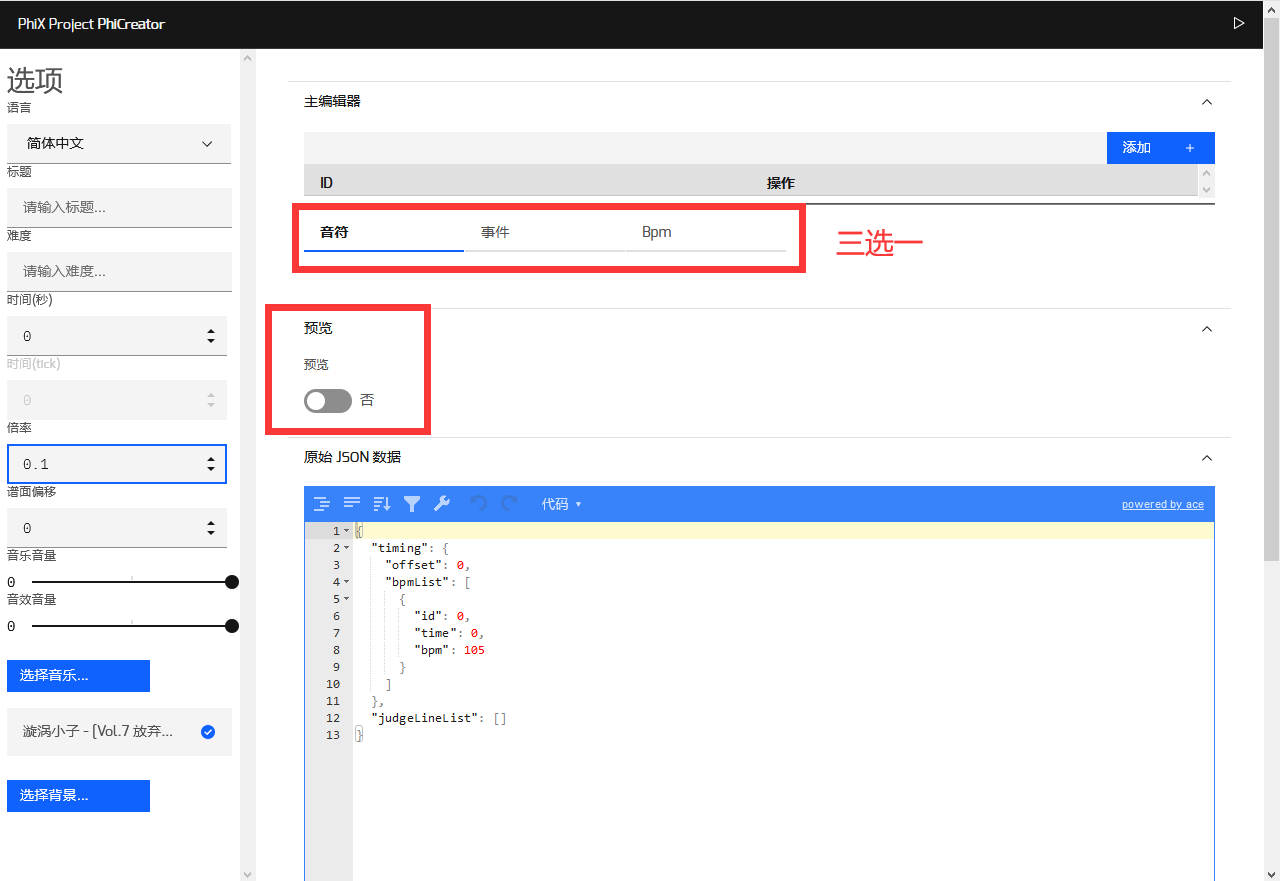 PhiX Project PhiCreator
选项
语言
简体中文
标题
请输入标题...
难度
请输入难度...
时间(秒)
0
时间(tick)
0
倍率
0.1
谱面偏移
0
音乐音量
0
音效音量
0
选择音乐...
漩涡小子 - [Vol.7 放弃...
选择背景...
主编辑器
添加 +
ID 操作
音符 事件 Bpm
三选一
预览
预览
否
原始 JSON 数据
代码 powered by ace
1 {
2 "timing": {
3 "offset": 0,
4 "bpmList": [
5 {
6 "id": 0,
7 "time": 0,
8 "bpm": 105
9 }
10 ]
11 },
12 "judgeLineList": []
13 }